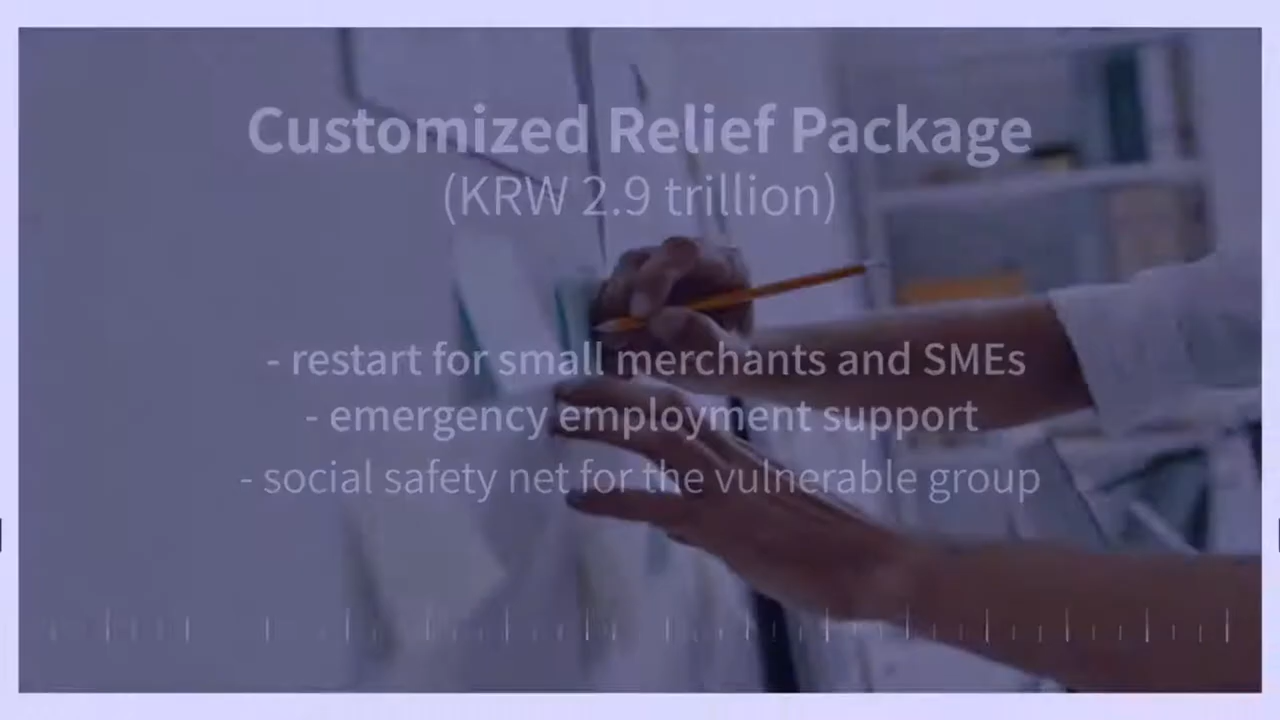 Customized Relief Package
(KRW 2.9 trillion)
- restart for small merchants and SMEs
- emergency employment support
- social safety net for the vulnerable group